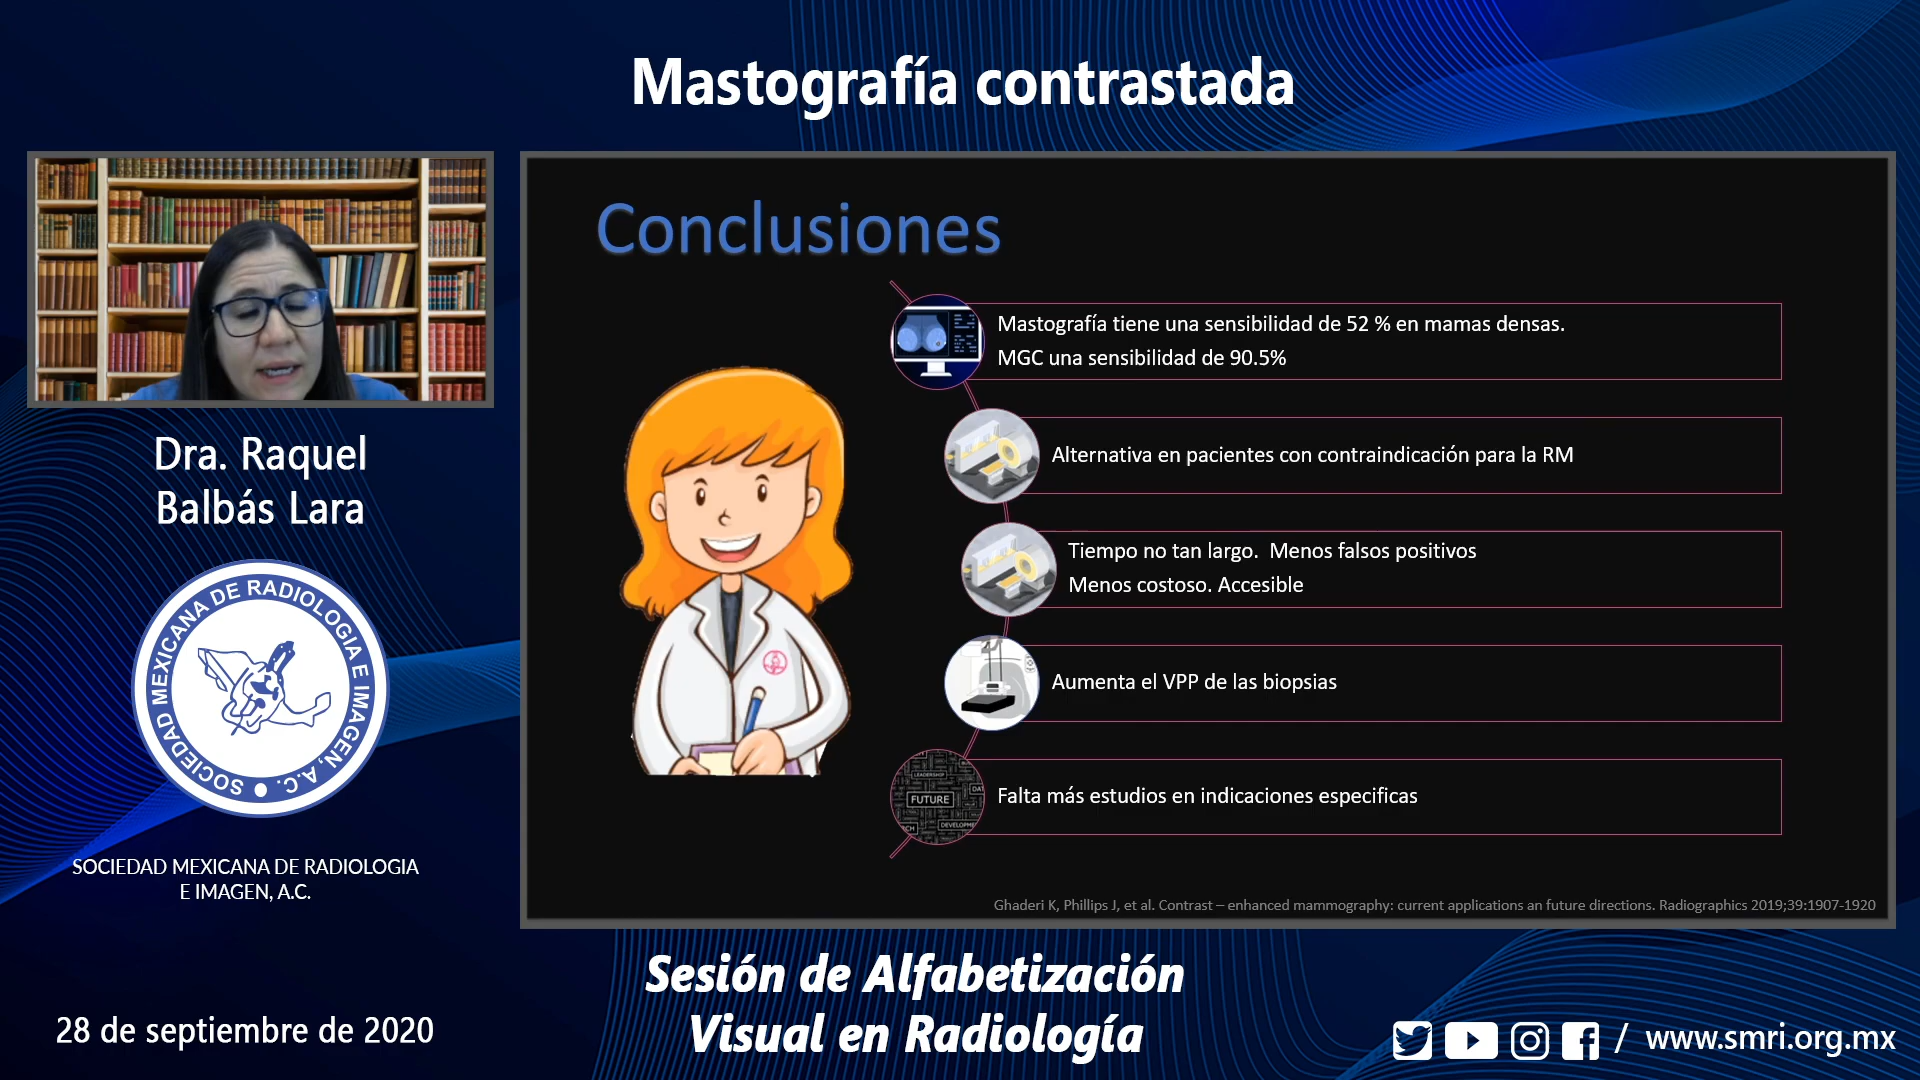 Mastografía contrastada
Conclusiones
Mastografía tiene una sensibilidad de 52 % en mamas densas.
MGC una sensibilidad de 90.5%
Alternativa en pacientes con contraindicación para la RM
Tiempo no tan largo.  Menos falsos positivos
Menos costoso. Accesible
Aumenta el VPP de las biopsias
LEADERSHIP
FUTURE
Falta más estudios en indicaciones especificas
Ghaderi K, Phillips J, et al. Contrast – enhanced mammography: current applications an future directions. Radiographics 2019;39:1907-1920
Dra. Raquel
Balbás Lara
SOCIEDAD MEXICANA DE RADIOLOGIA E IMAGEN, A.C.
SOCIEDAD MEXICANA DE RADIOLOGIA
E IMAGEN, A.C.
28 de septiembre de 2020
Sesión de Alfabetización
Visual en Radiología
/ www.smri.org.mx